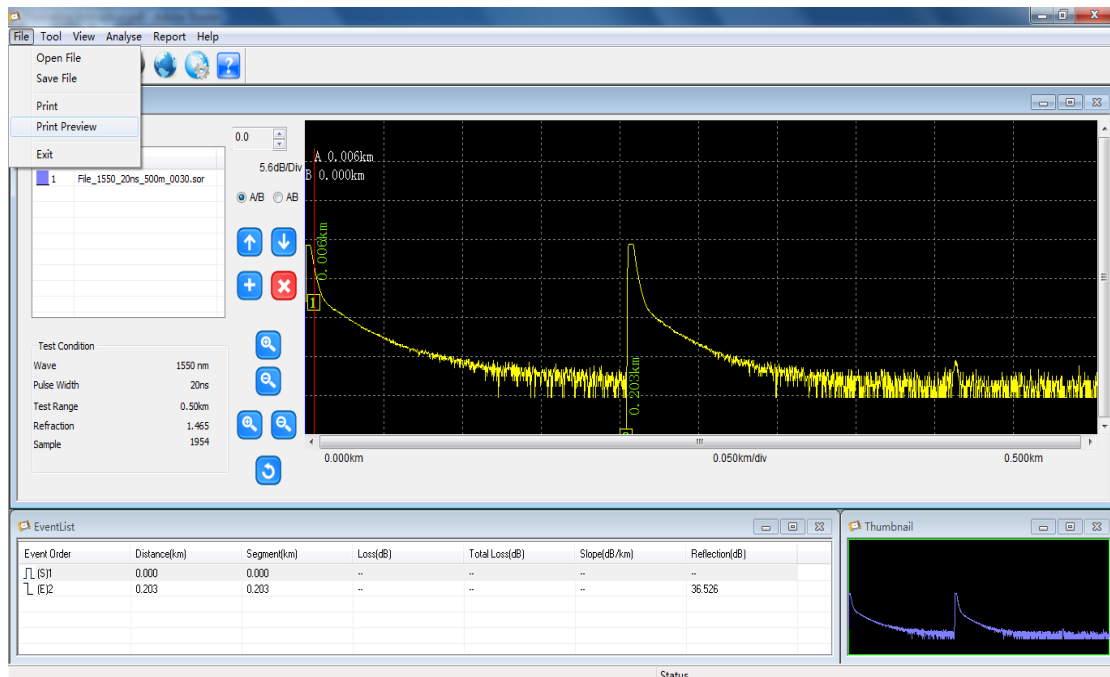 File Tool View Analyse Report Help
Open File
Save File
Print
Print Preview
Exit
1 File_1550_20ns_500m_0030.sor
0.0
5.6dB/Div
A/B AB
A 0.006km
B 0.000km
0.006km
1
0.203km
0.000km 0.050km/div 0.500km
Test Condition
Wave 1550 nm
Pulse Width 20ns
Test Range 0.50km
Refraction 1.465
Sample 1954
EventList
Event Order Distance(km) Segment(km) Loss(dB) Total Loss(dB) Slope(dB/km) Reflection(dB)
(S)1 0.000 0.000 -- -- -- --
(E)2 0.203 0.203 -- -- -- 36.526
Thumbnail
Status